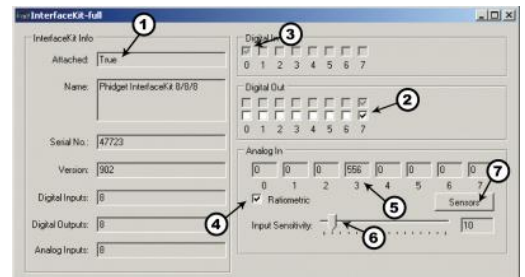 InterfaceKit-full
InterfaceKit Info
Attached: True
Name: Phidget InterfaceKit 8/8/8
Serial No.: 47723
Version: 902
Digital Inputs: 8
Digital Outputs: 8
Analog Inputs: 8
1
Digital In
3
0 1 2 3 4 5 6 7
Digital Out
2
0 1 2 3 4 5 6 7
Analog In
0 0 0 556 0 0 0 0
0 1 2 3 4 5 6 7
7
4
Ratiometric
5
Sensors
Input Sensitivity: 10
6